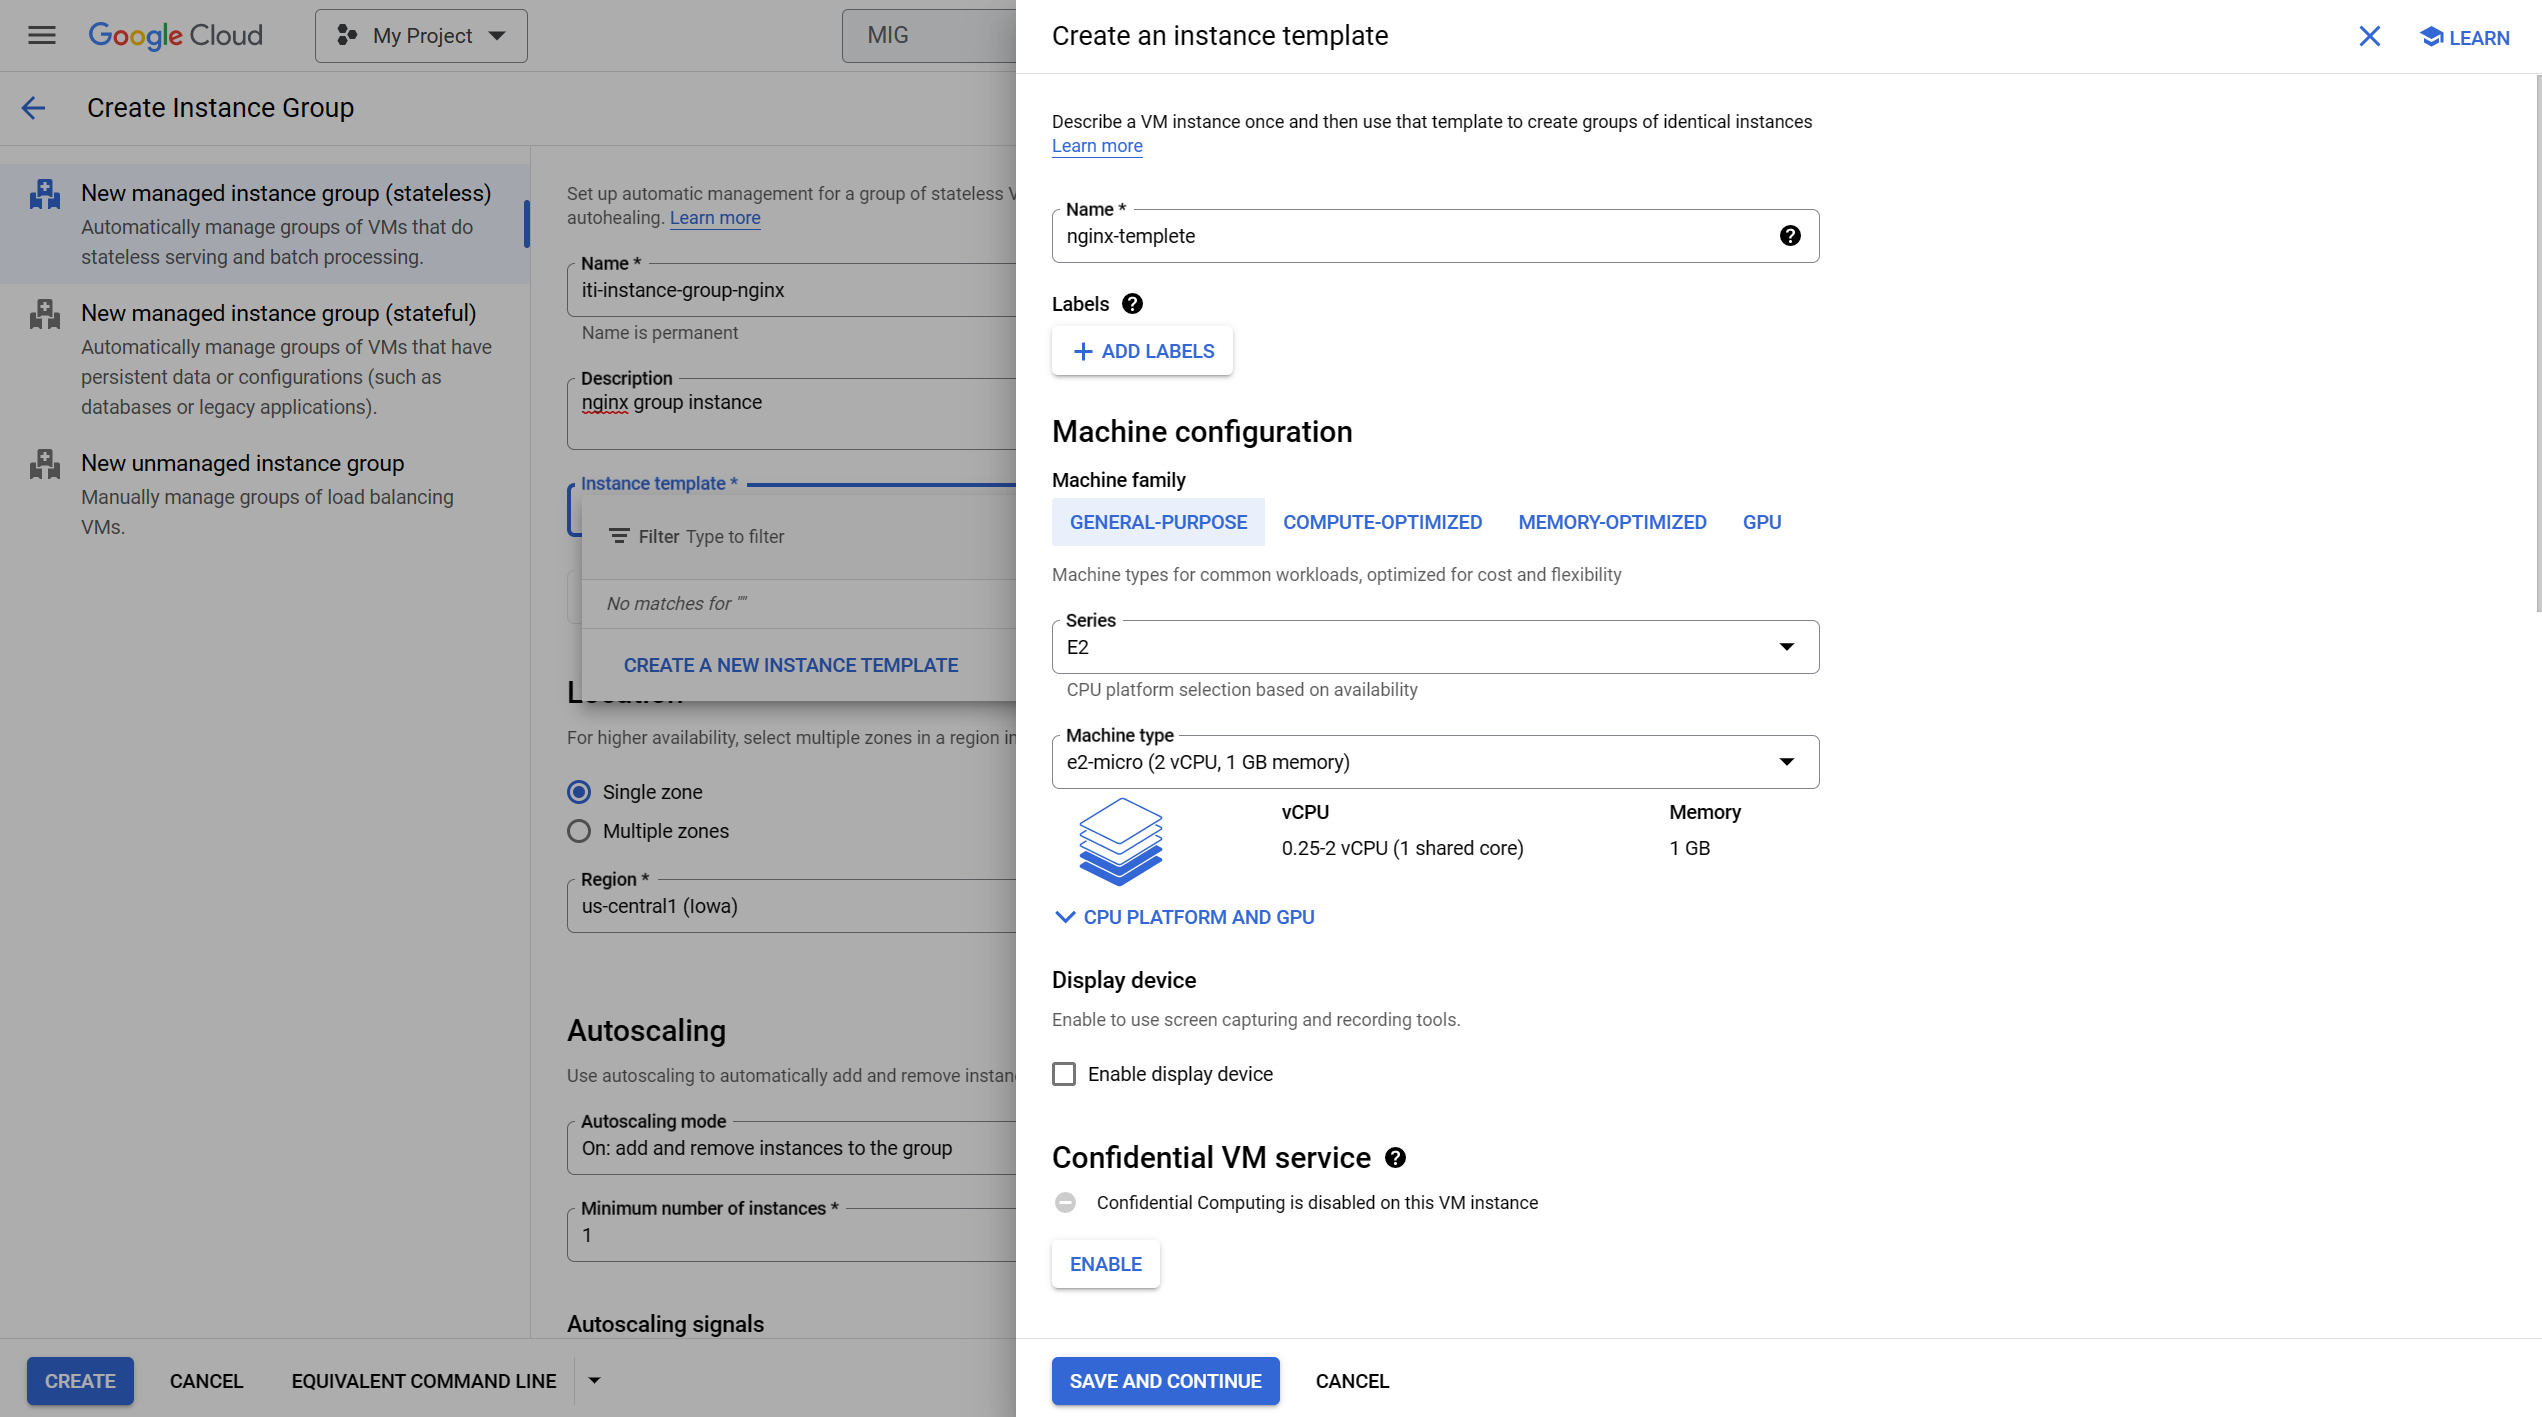 Google Cloud
My Project
MIG
Create Instance Group
New managed instance group (stateless)
Automatically manage groups of VMs that do
stateless serving and batch processing.
New managed instance group (stateful)
Automatically manage groups of VMs that have
persistent data or configurations (such as
databases or legacy applications).
New unmanaged instance group
Manually manage groups of load balancing
VMs.
Set up automatic management for a group of stateless V
autohealing. Learn more
Name *
iti-instance-group-nginx
Name is permanent
Description
nginx group instance
Instance template *
Filter Type to filter
No matches for ""
CREATE A NEW INSTANCE TEMPLATE
Location
For higher availability, select multiple zones in a region in
Single zone
Multiple zones
Region *
us-central1 (Iowa)
Autoscaling
Use autoscaling to automatically add and remove instan
Autoscaling mode
On: add and remove instances to the group
Minimum number of instances *
1
Autoscaling signals
CREATE
CANCEL
EQUIVALENT COMMAND LINE
Create an instance template
LEARN
Describe a VM instance once and then use that template to create groups of identical instances
Learn more
Name *
nginx-templete
Labels
ADD LABELS
Machine configuration
Machine family
GENERAL-PURPOSE
COMPUTE-OPTIMIZED
MEMORY-OPTIMIZED
GPU
Machine types for common workloads, optimized for cost and flexibility
Series
E2
CPU platform selection based on availability
Machine type
e2-micro (2 vCPU, 1 GB memory)
vCPU
Memory
0.25-2 vCPU (1 shared core)
1 GB
CPU PLATFORM AND GPU
Display device
Enable to use screen capturing and recording tools.
Enable display device
Confidential VM service
Confidential Computing is disabled on this VM instance
ENABLE
SAVE AND CONTINUE
CANCEL